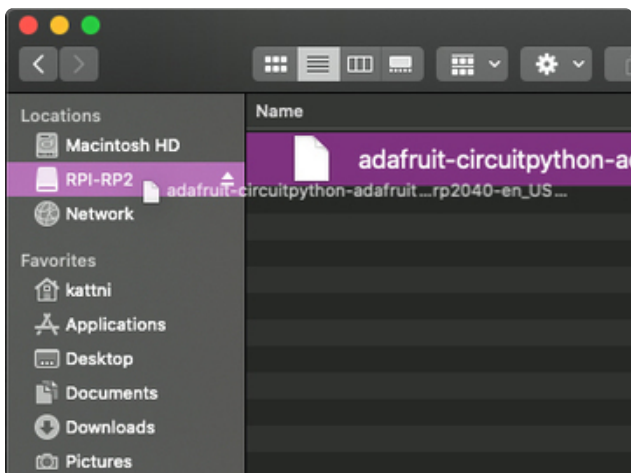 Locations
Name
Macintosh HD
adafruit-circuitpython-a
RPI-RP2
adafruit-circuitpython-adafruit...rp2040-en_US...
Network
Favorites
kattni
Applications
Desktop
Documents
Downloads
Pictures